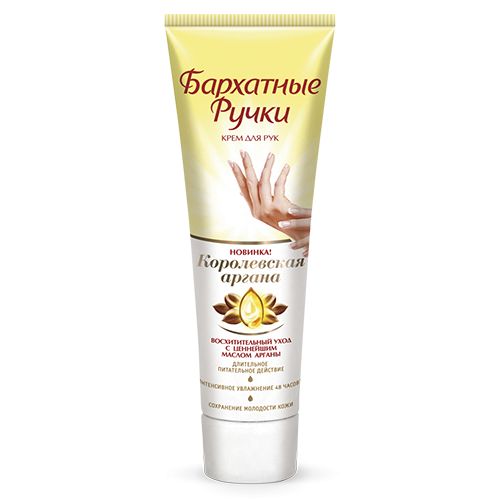 Бархатные
Ручки
КРЕМ ДЛЯ РУК
НОВИНКА!
Королевская
аргана
ВОСХИТИТЕЛЬНЫЙ УХОД
С ЦЕННЕЙШИМ
МАСЛОМ АРГАНЫ
ДЛИТЕЛЬНОЕ
ПИТАТЕЛЬНОЕ ДЕЙСТВИЕ
ИНТЕНСИВНОЕ УВЛАЖНЕНИЕ 48 ЧАСОВ
СОХРАНЕНИЕ МОЛОДОСТИ КОЖИ